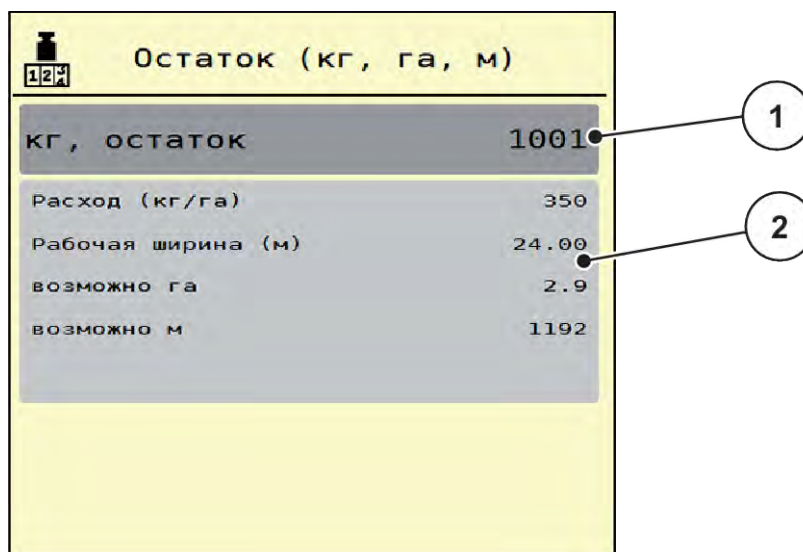 123
Остаток (кг, га, м)
кг, остаток 1001
Расход (кг/га) 350
Рабочая ширина (м) 24.00
возможно га 2.9
возможно м 1192
1
2